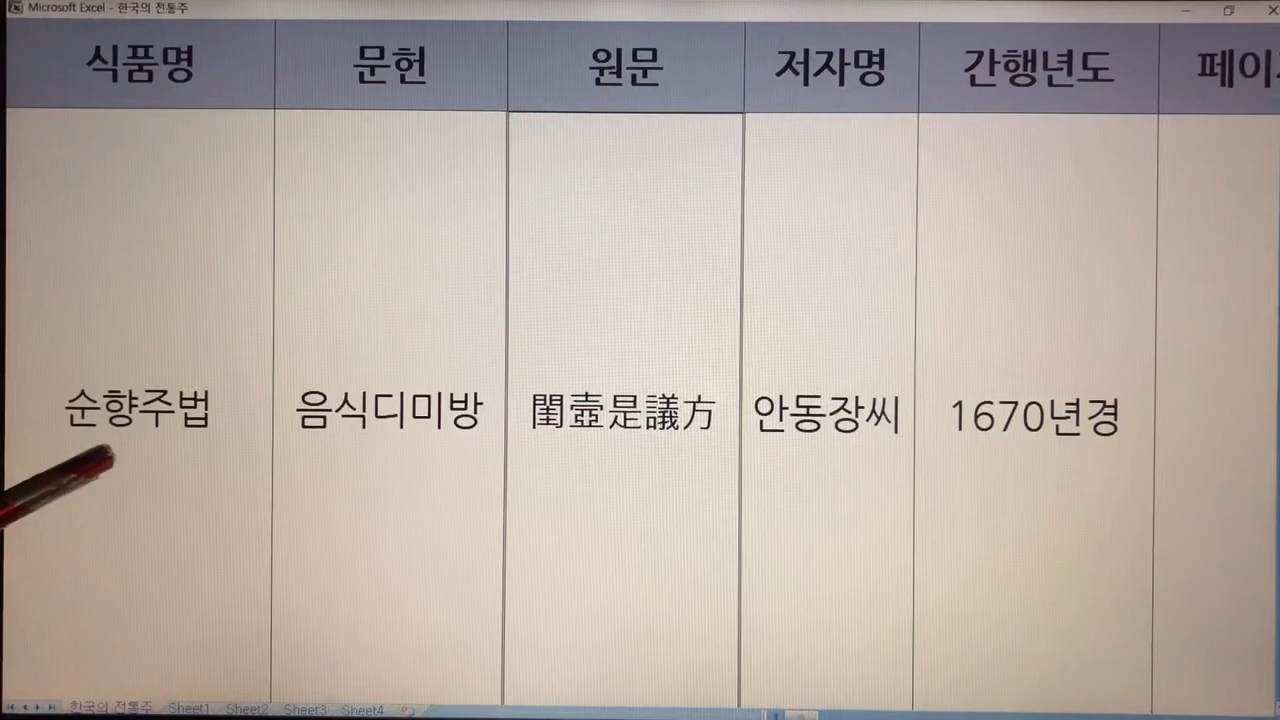 Microsoft Excel - 한국의 전통주
식품명 문헌 원문 저자명 간행년도 페이
순향주법 음식디미방 閨壼是議方 안동장씨 1670년경
한국의 전통주 Sheet1 Sheet2 Sheet3 Sheet4